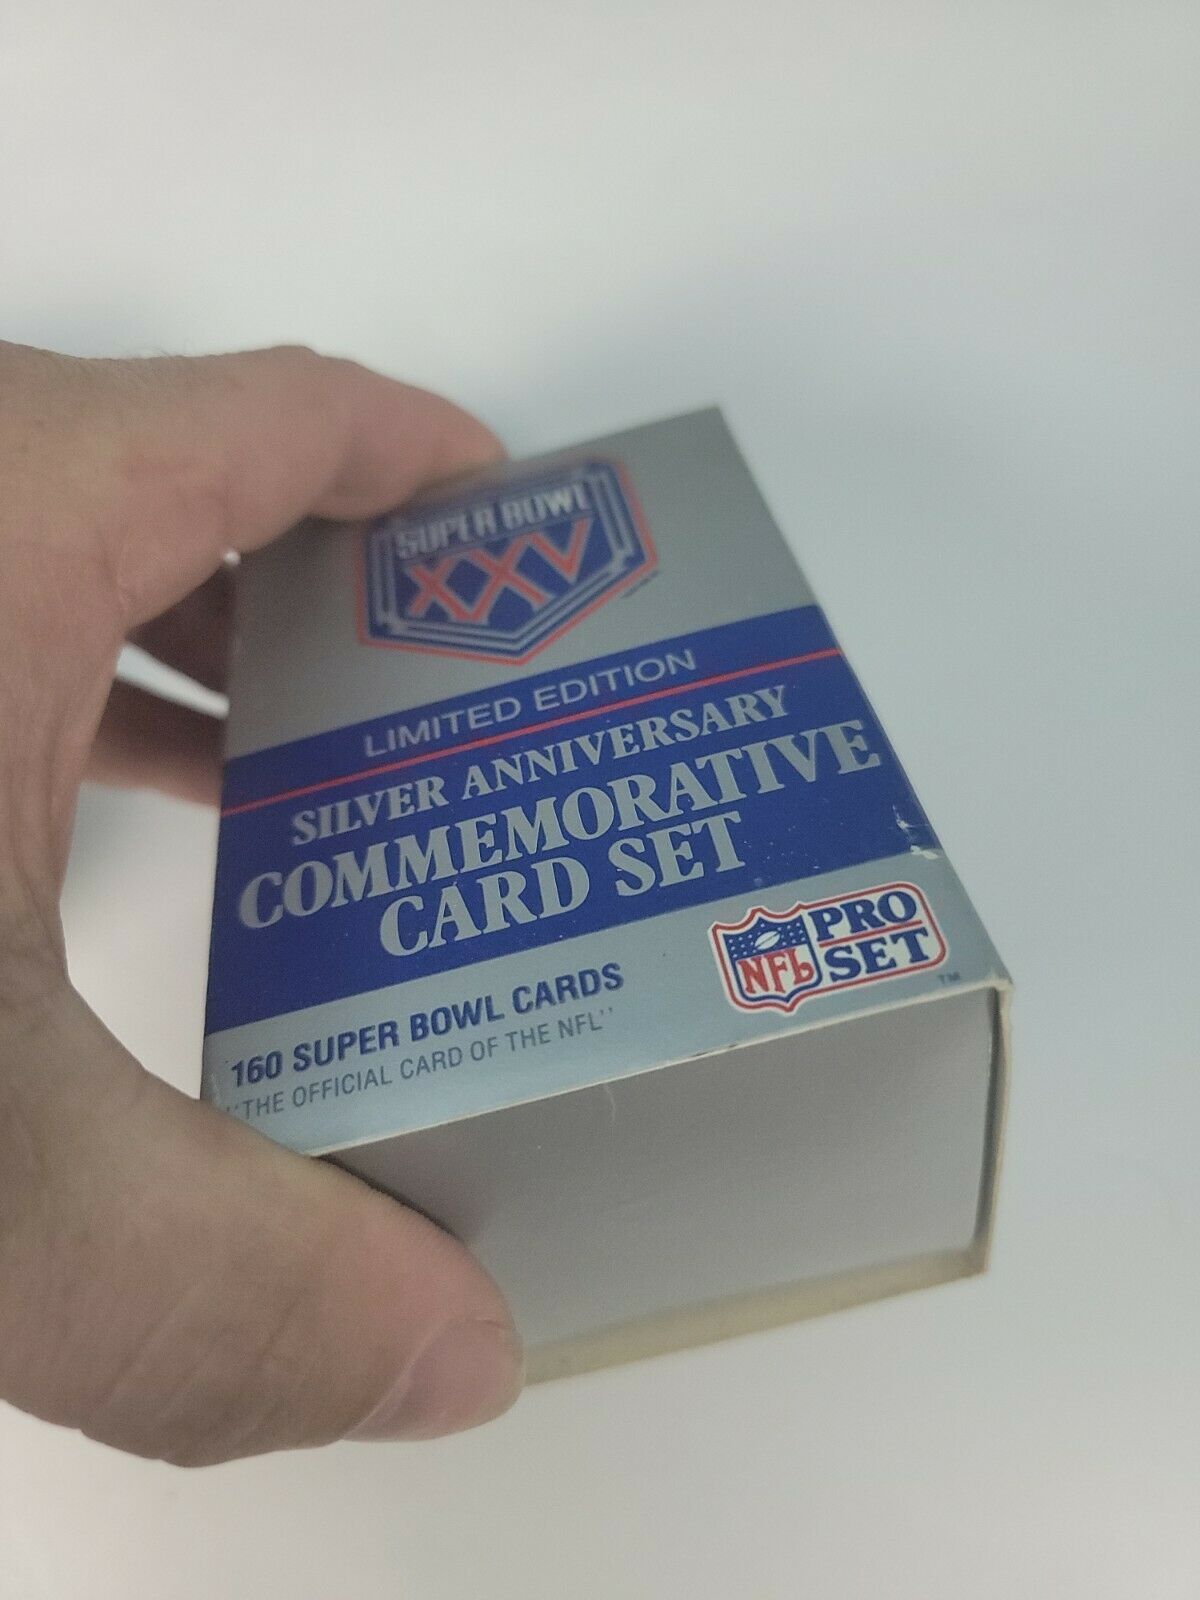 SUPER BOWL
XXV
LIMITED EDITION
SILVER ANNIVERSARY
COMMEMORATIVE
CARD SET
160 SUPER BOWL CARDS
"THE OFFICIAL CARD OF THE NFL"
NFL
PRO
SET
TM